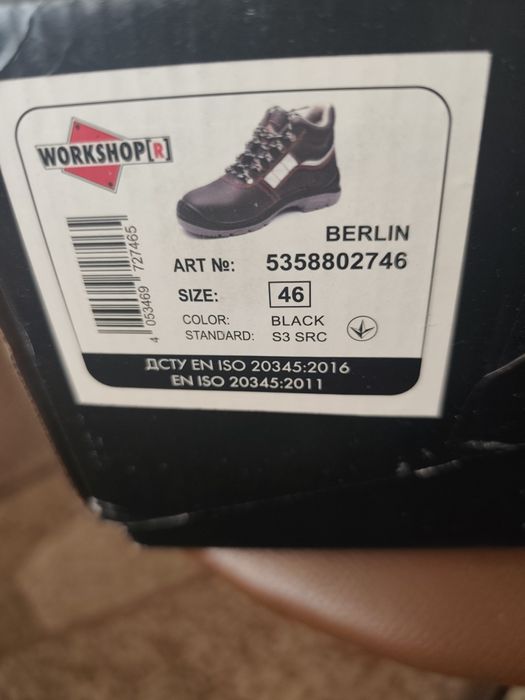 WORKSHOP[R]
BERLIN
ART №: 5358802746
SIZE: 46
COLOR: BLACK
STANDARD: S3 SRC
4 053469 727465
ДСТУ EN ISO 20345:2016
EN ISO 20345:2011